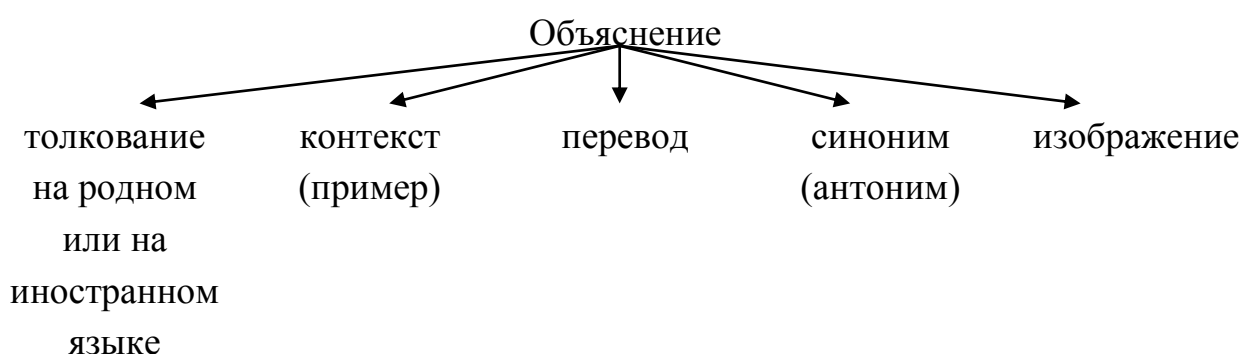 Объяснение
толкование
на родном
или на
иностранном
языке
контекст
(пример)
перевод
синоним
(антоним)
изображение